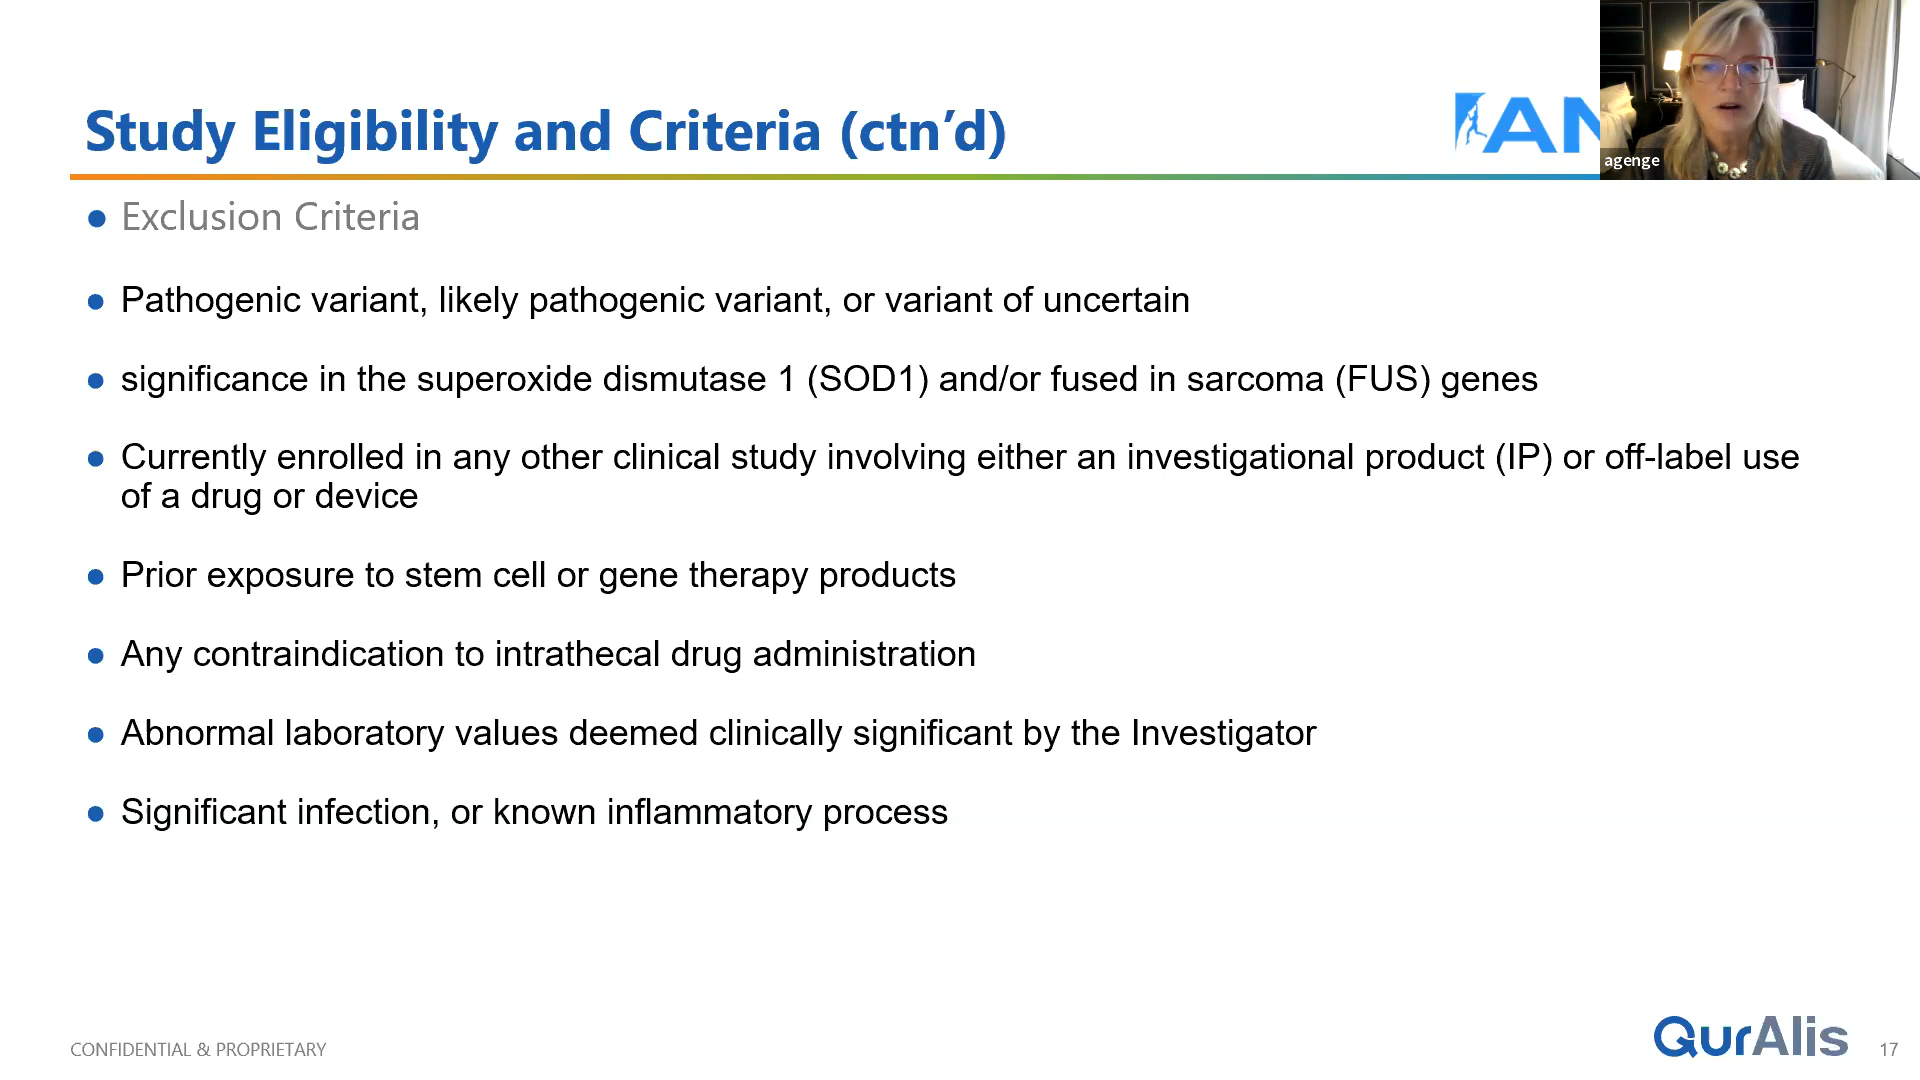 Study Eligibility and Criteria (ctn’d)
AN
agenge
● Exclusion Criteria
● Pathogenic variant, likely pathogenic variant, or variant of uncertain
● significance in the superoxide dismutase 1 (SOD1) and/or fused in sarcoma (FUS) genes
● Currently enrolled in any other clinical study involving either an investigational product (IP) or off-label use
of a drug or device
● Prior exposure to stem cell or gene therapy products
● Any contraindication to intrathecal drug administration
● Abnormal laboratory values deemed clinically significant by the Investigator
● Significant infection, or known inflammatory process
CONFIDENTIAL & PROPRIETARY
QurAlis
17